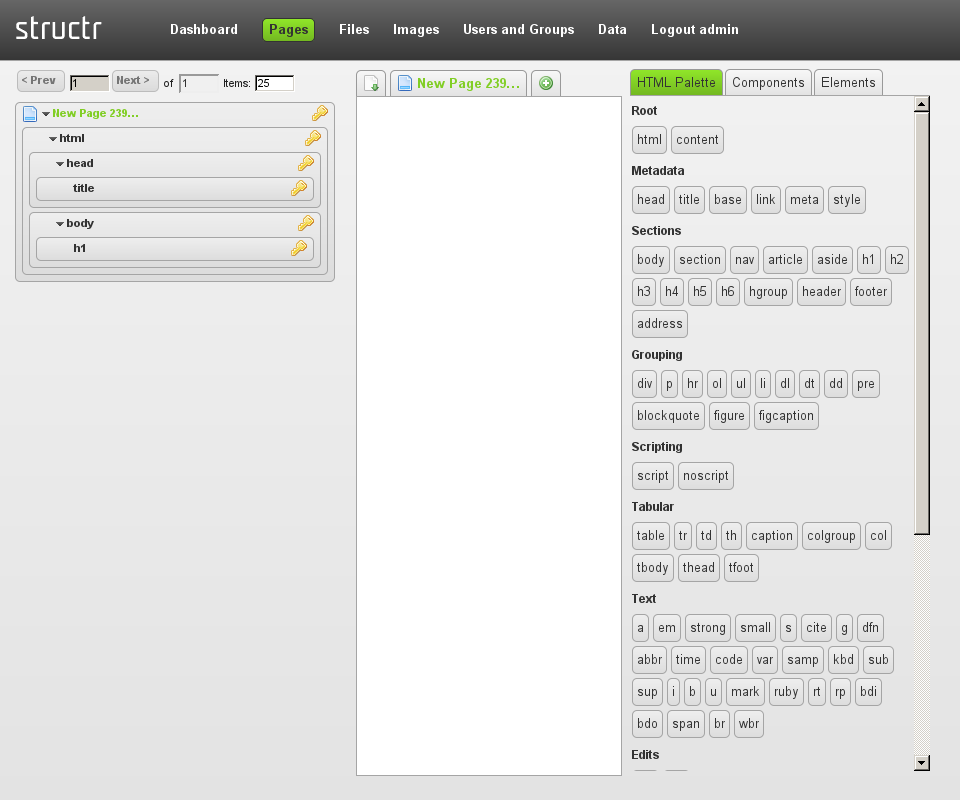 structr
Dashboard Pages Files Images Users and Groups Data Logout admin
< Prev 1 Next > of 1 Items: 25
New Page 239...
html
head
title
body
h1
New Page 239...
HTML Palette Components Elements
Root
html content
Metadata
head title base link meta style
Sections
body section nav article aside h1 h2
h3 h4 h5 h6 hgroup header footer
address
Grouping
div p hr ol ul li dl dt dd pre
blockquote figure figcaption
Scripting
script noscript
Tabular
table tr td th caption colgroup col
tbody thead tfoot
Text
a em strong small s cite g dfn
abbr time code var samp kbd sub
sup i b u mark ruby rt rp bdi
bdo span br wbr
Edits